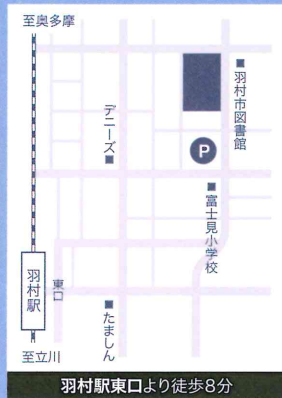 至奥多摩
■羽村市図書館
デニーズ■
P
■富士見小学校
羽村駅
東口
■たましん
至立川
羽村駅東口より徒歩8分